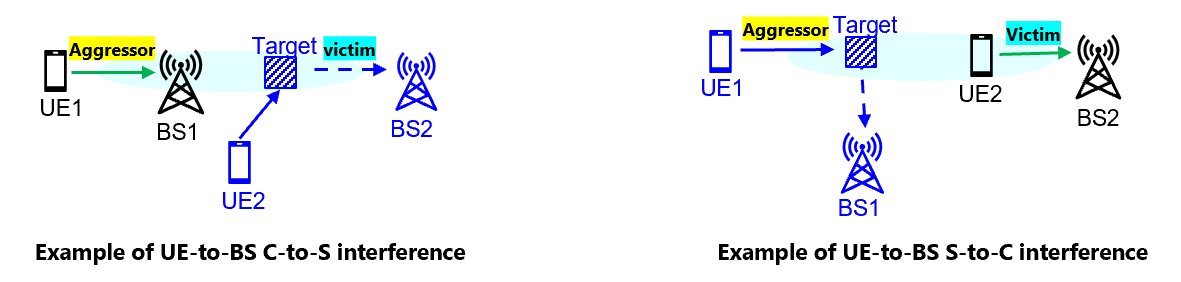 Aggressor
Target
victim
UE1
BS1
BS2
UE2
Example of UE-to-BS C-to-S interference
Aggressor
Target
Victim
UE1
UE2
BS2
BS1
Example of UE-to-BS S-to-C interference